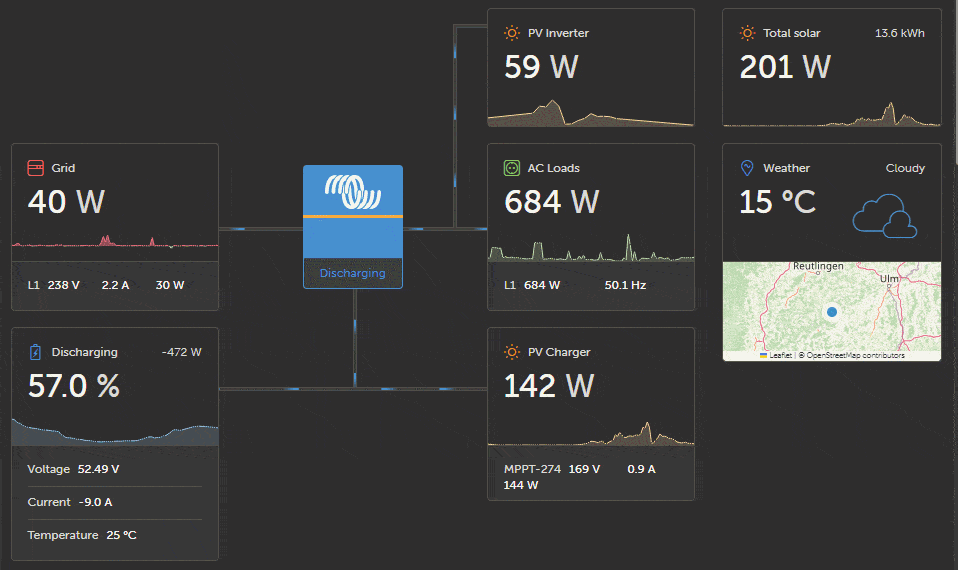 PV Inverter
59 W
Total solar 13.6 kWh
201 W
Grid
40 W
L1 238 V 2.2 A 30 W
Discharging
AC Loads
684 W
L1 684 W 50.1 Hz
Weather Cloudy
15 °C
Reutlingen
Ulm
Leaflet | © OpenStreetMap contributors
Discharging -472 W
57.0 %
Voltage 52.49 V
Current -9.0 A
Temperature 25 °C
PV Charger
142 W
MPPT-274 169 V 0.9 A
144 W